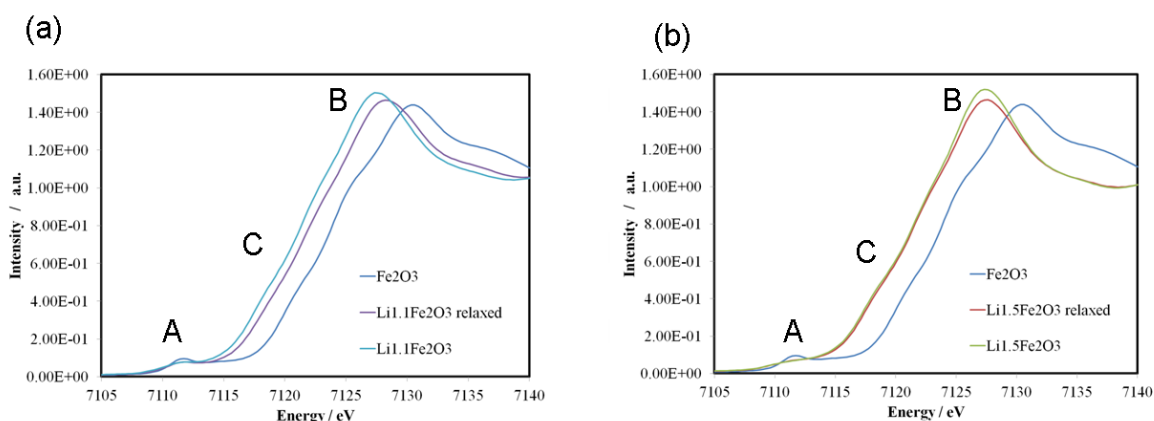 (a)
1.60E+00
1.40E+00
1.20E+00
1.00E+00
8.00E-01
6.00E-01
4.00E-01
2.00E-01
0.00E+00
Intensity / a.u.
B
C
A
Fe2O3
Li1.1Fe2O3 relaxed
Li1.1Fe2O3
7105 7110 7115 7120 7125 7130 7135 7140
Energy / eV
(b)
1.60E+00
1.40E+00
1.20E+00
1.00E+00
8.00E-01
6.00E-01
4.00E-01
2.00E-01
0.00E+00
Intensity / a.u.
B
C
A
Fe2O3
Li1.5Fe2O3 relaxed
Li1.5Fe2O3
7105 7110 7115 7120 7125 7130 7135 7140
Energy / eV